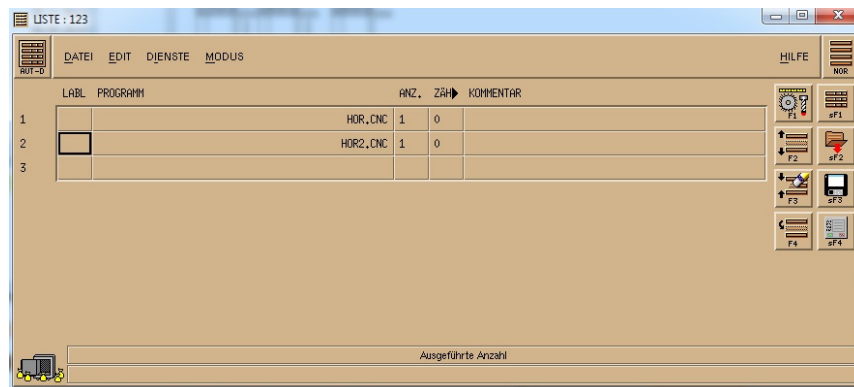 LISTE : 123
DATEI EDIT DIENSTE MODUS HILFE
AUT-D NOR
LABL PROGRAMM ANZ. ZÄH KOMMENTAR
1 HOR.CNC 1 0
2 HOR2.CNC 1 0
3
F1 sF1
F2 sF2
F3 sF3
F4 sF4
Ausgeführte Anzahl